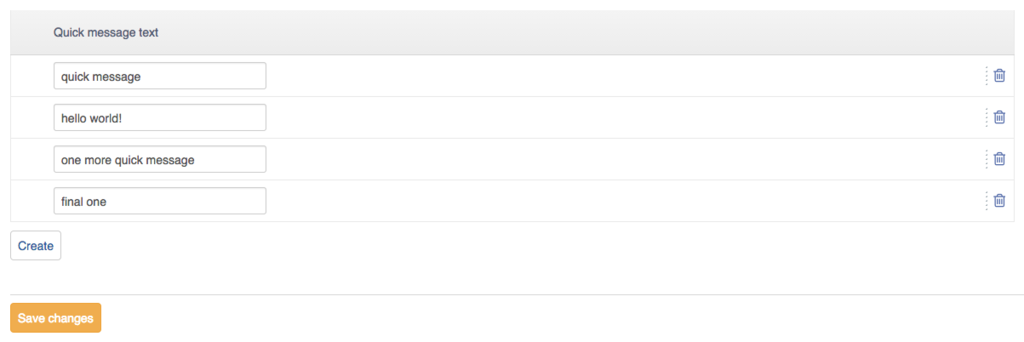 Quick message text
quick message
hello world!
one more quick message
final one
Create
Save changes